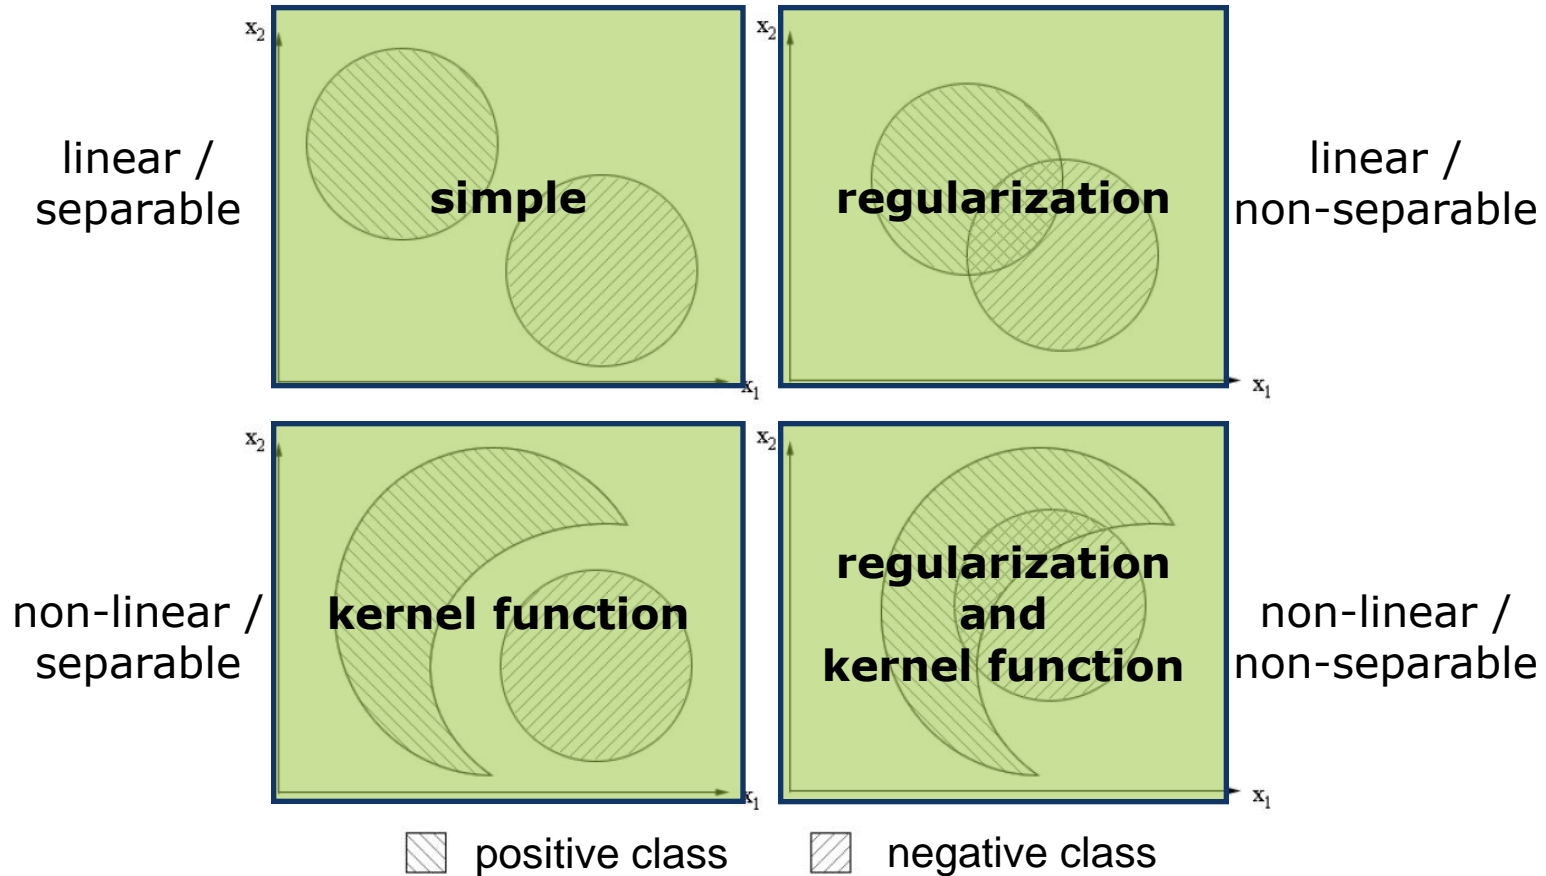 x2
x2
linear /
separable
simple
regularization
linear /
non-separable
x1
x1
x2
x2
non-linear /
separable
kernel function
regularization
and
kernel function
non-linear /
non-separable
x1
x1
positive class
negative class